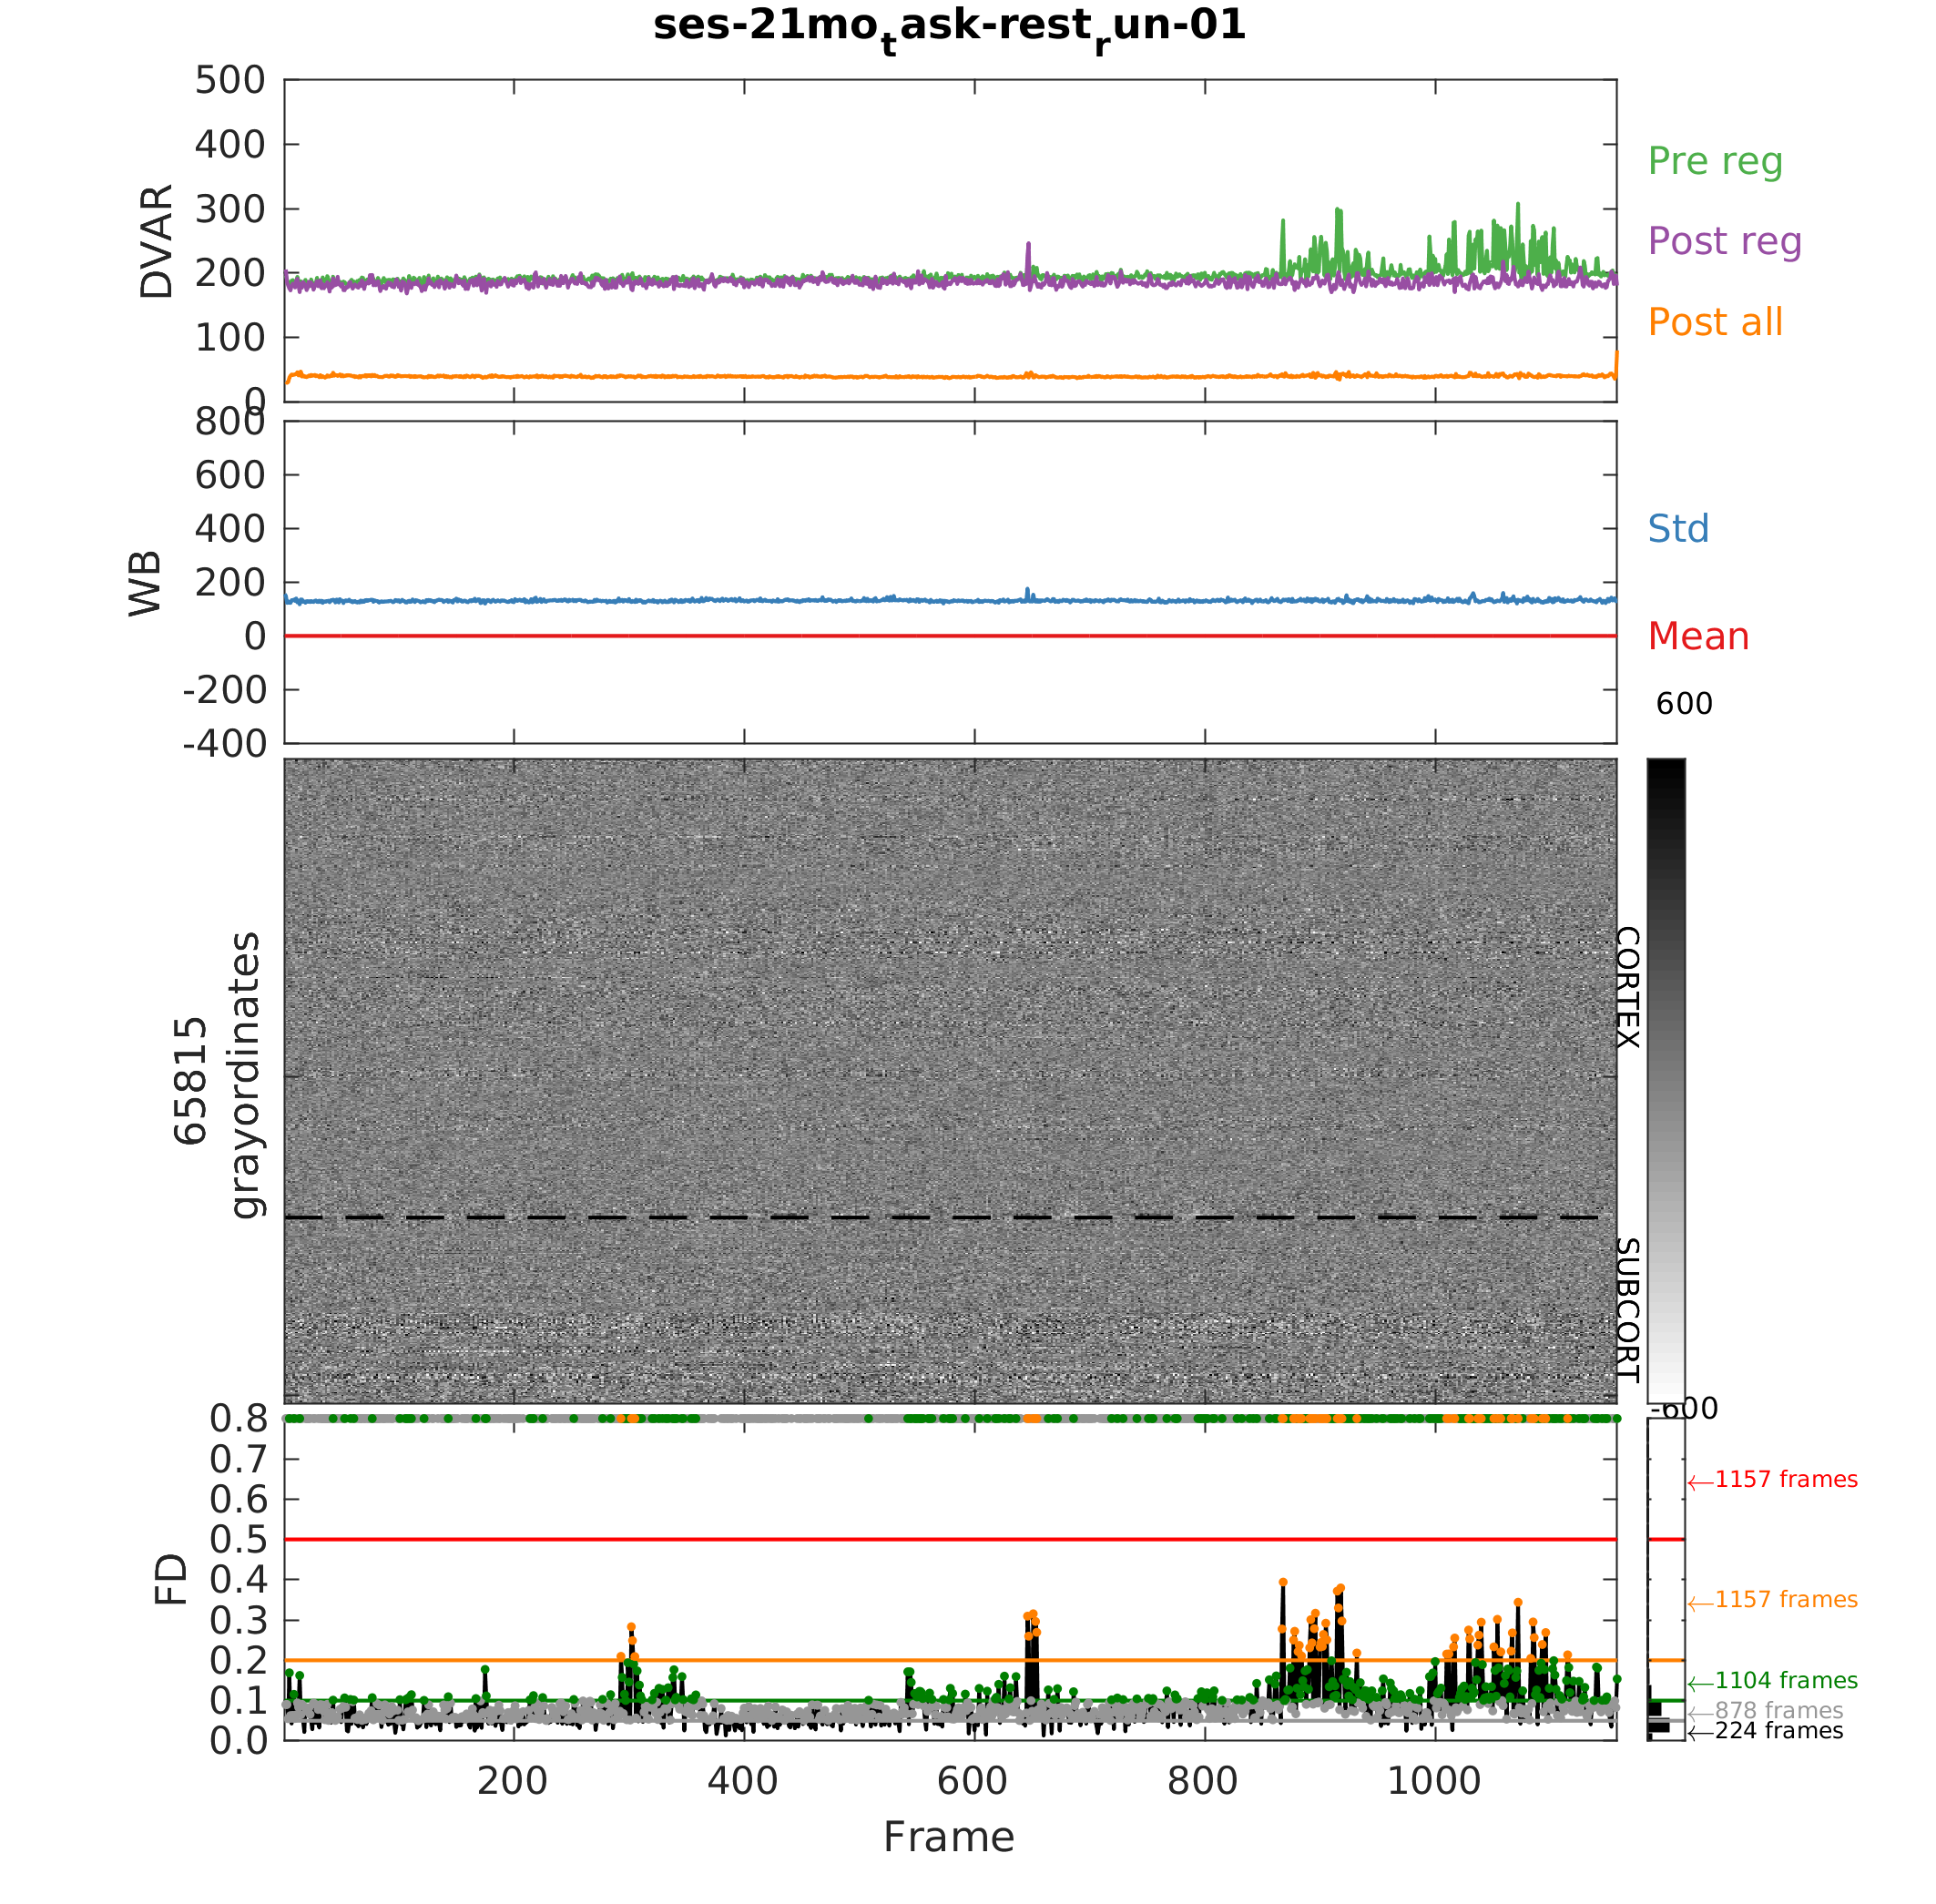 ses-21mo_task-rest_run-01
500
400
300
200
100
0
DVAR
Pre reg
Post reg
Post all
800
600
400
200
0
-200
-400
WB
Std
Mean
600
65815
grayordinates
CORTEX
SUBCORT
-600
0.8
0.7
0.6
0.5
0.4
0.3
0.2
0.1
0.0
FD
←1157 frames
←1157 frames
←1104 frames
←878 frames
←224 frames
200
400
600
800
1000
Frame